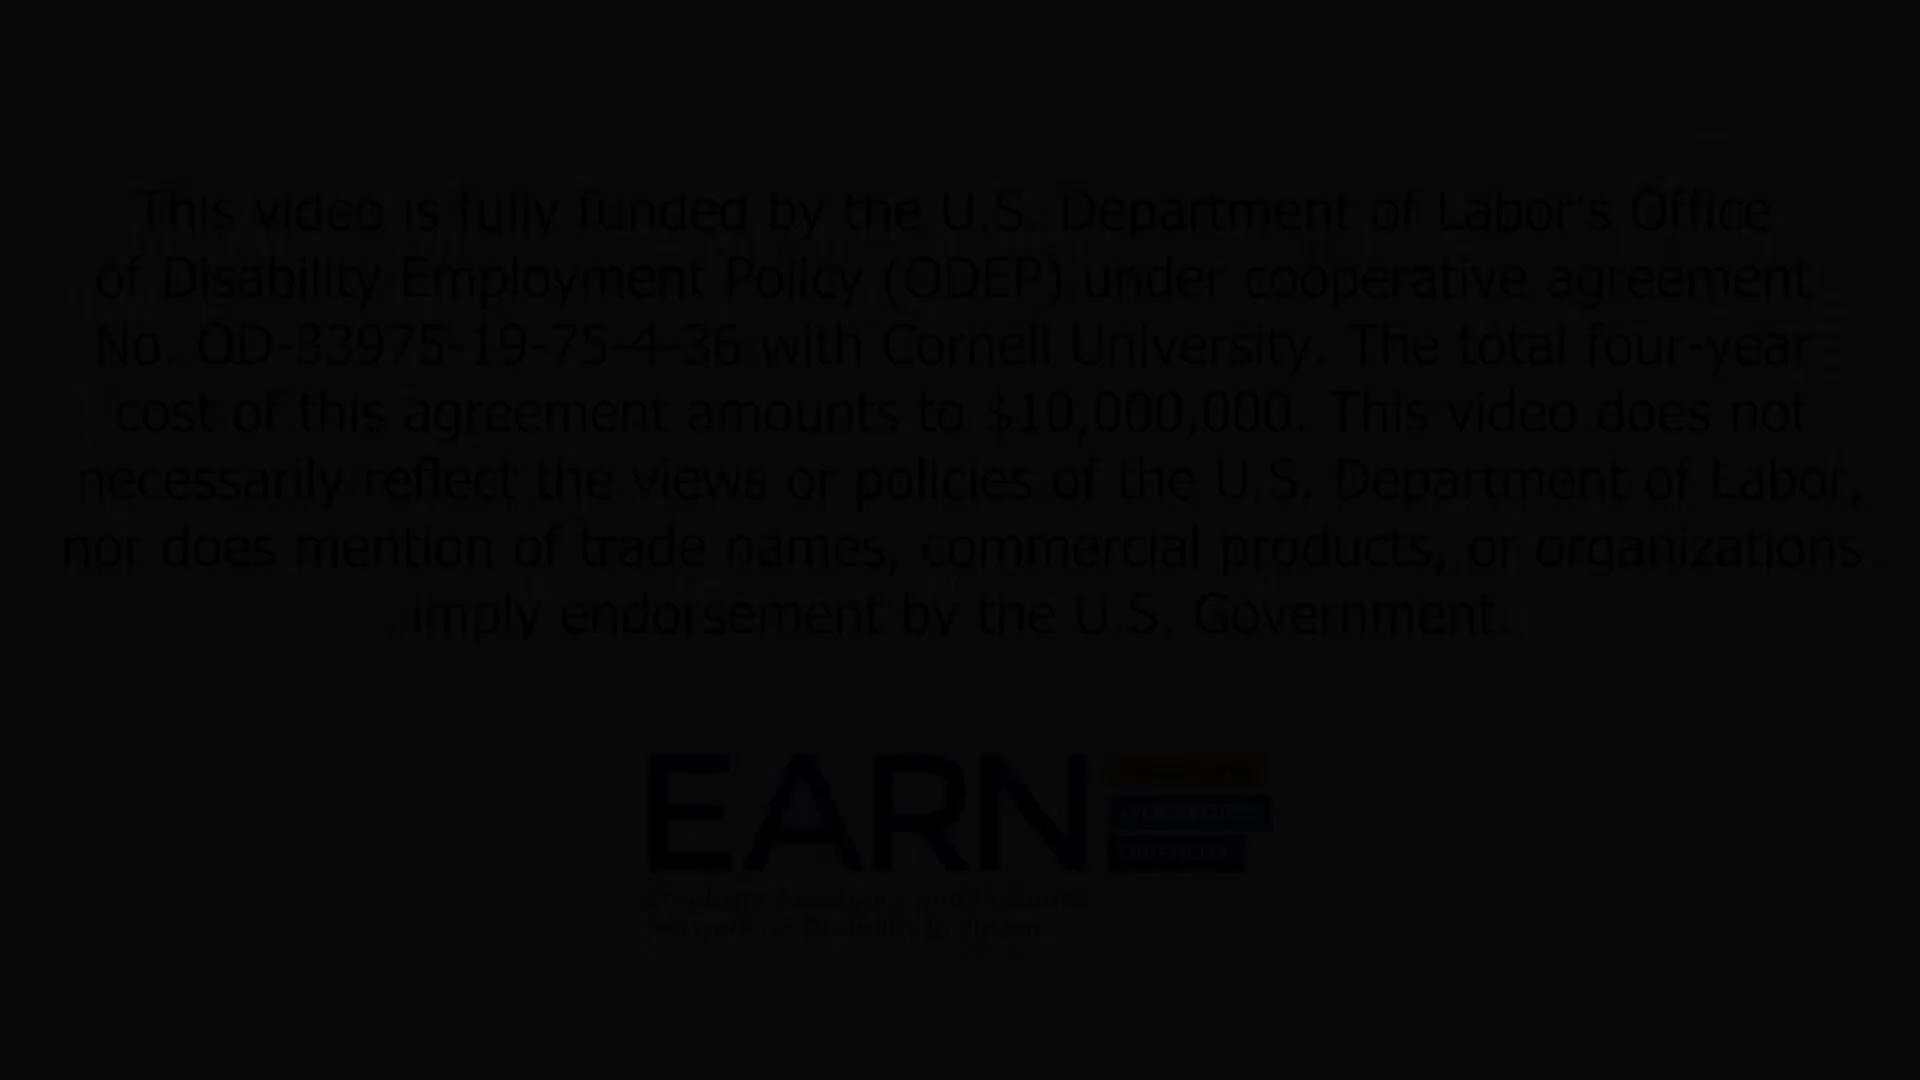 This video is fully funded by the U.S. Department of Labor's Office
of Disability Employment Policy (ODEP) under cooperative agreement
No. OD-33975-19-75-4-36 with Cornell University. The total four-year
cost of this agreement amounts to $10,000,000. This video does not
necessarily reflect the views or policies of the U.S. Department of Labor,
nor does mention of trade names, commercial products, or organizations
imply endorsement by the U.S. Government.
EARN